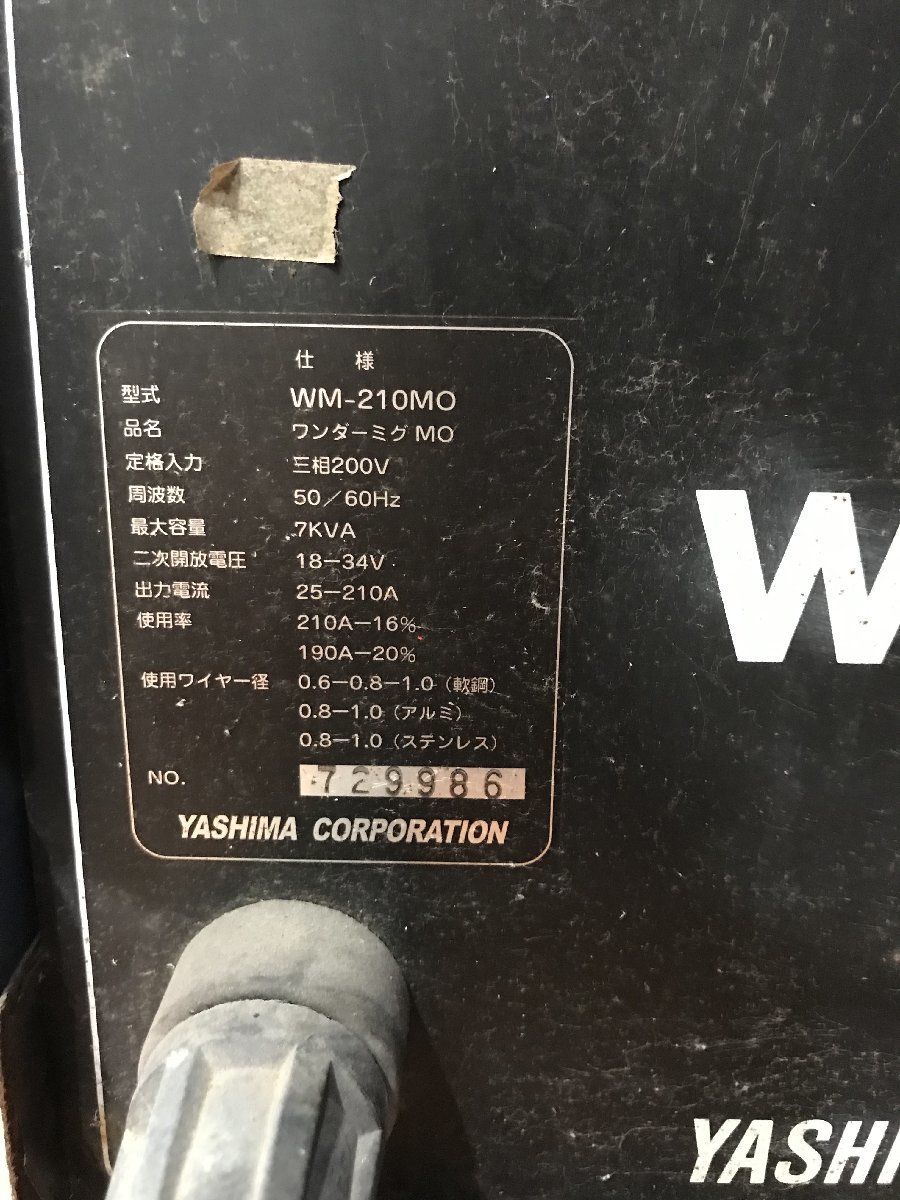 仕 様
型式 WM-210MO
品名 ワンダーミグ MO
定格入力 三相200V
周波数 50/60Hz
最大容量 7KVA
二次開放電圧 18-34V
出力電流 25-210A
使用率 210A-16%
190A-20%
使用ワイヤー径 0.6-0.8-1.0 (軟鋼)
0.8-1.0 (アルミ)
0.8-1.0 (ステンレス)
NO. 729986
YASHIMA CORPORATION
W
YASHI